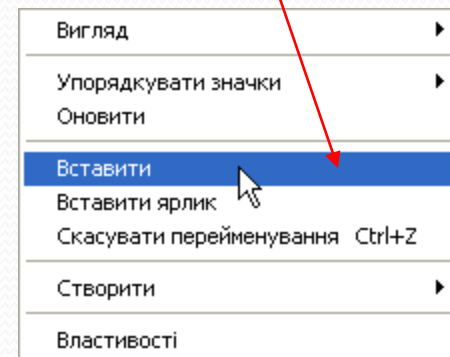 Вигляд
Упорядкувати значки
Оновити
Вставити
Вставити ярлик
Скасувати перейменування Ctrl+Z
Створити
Властивості